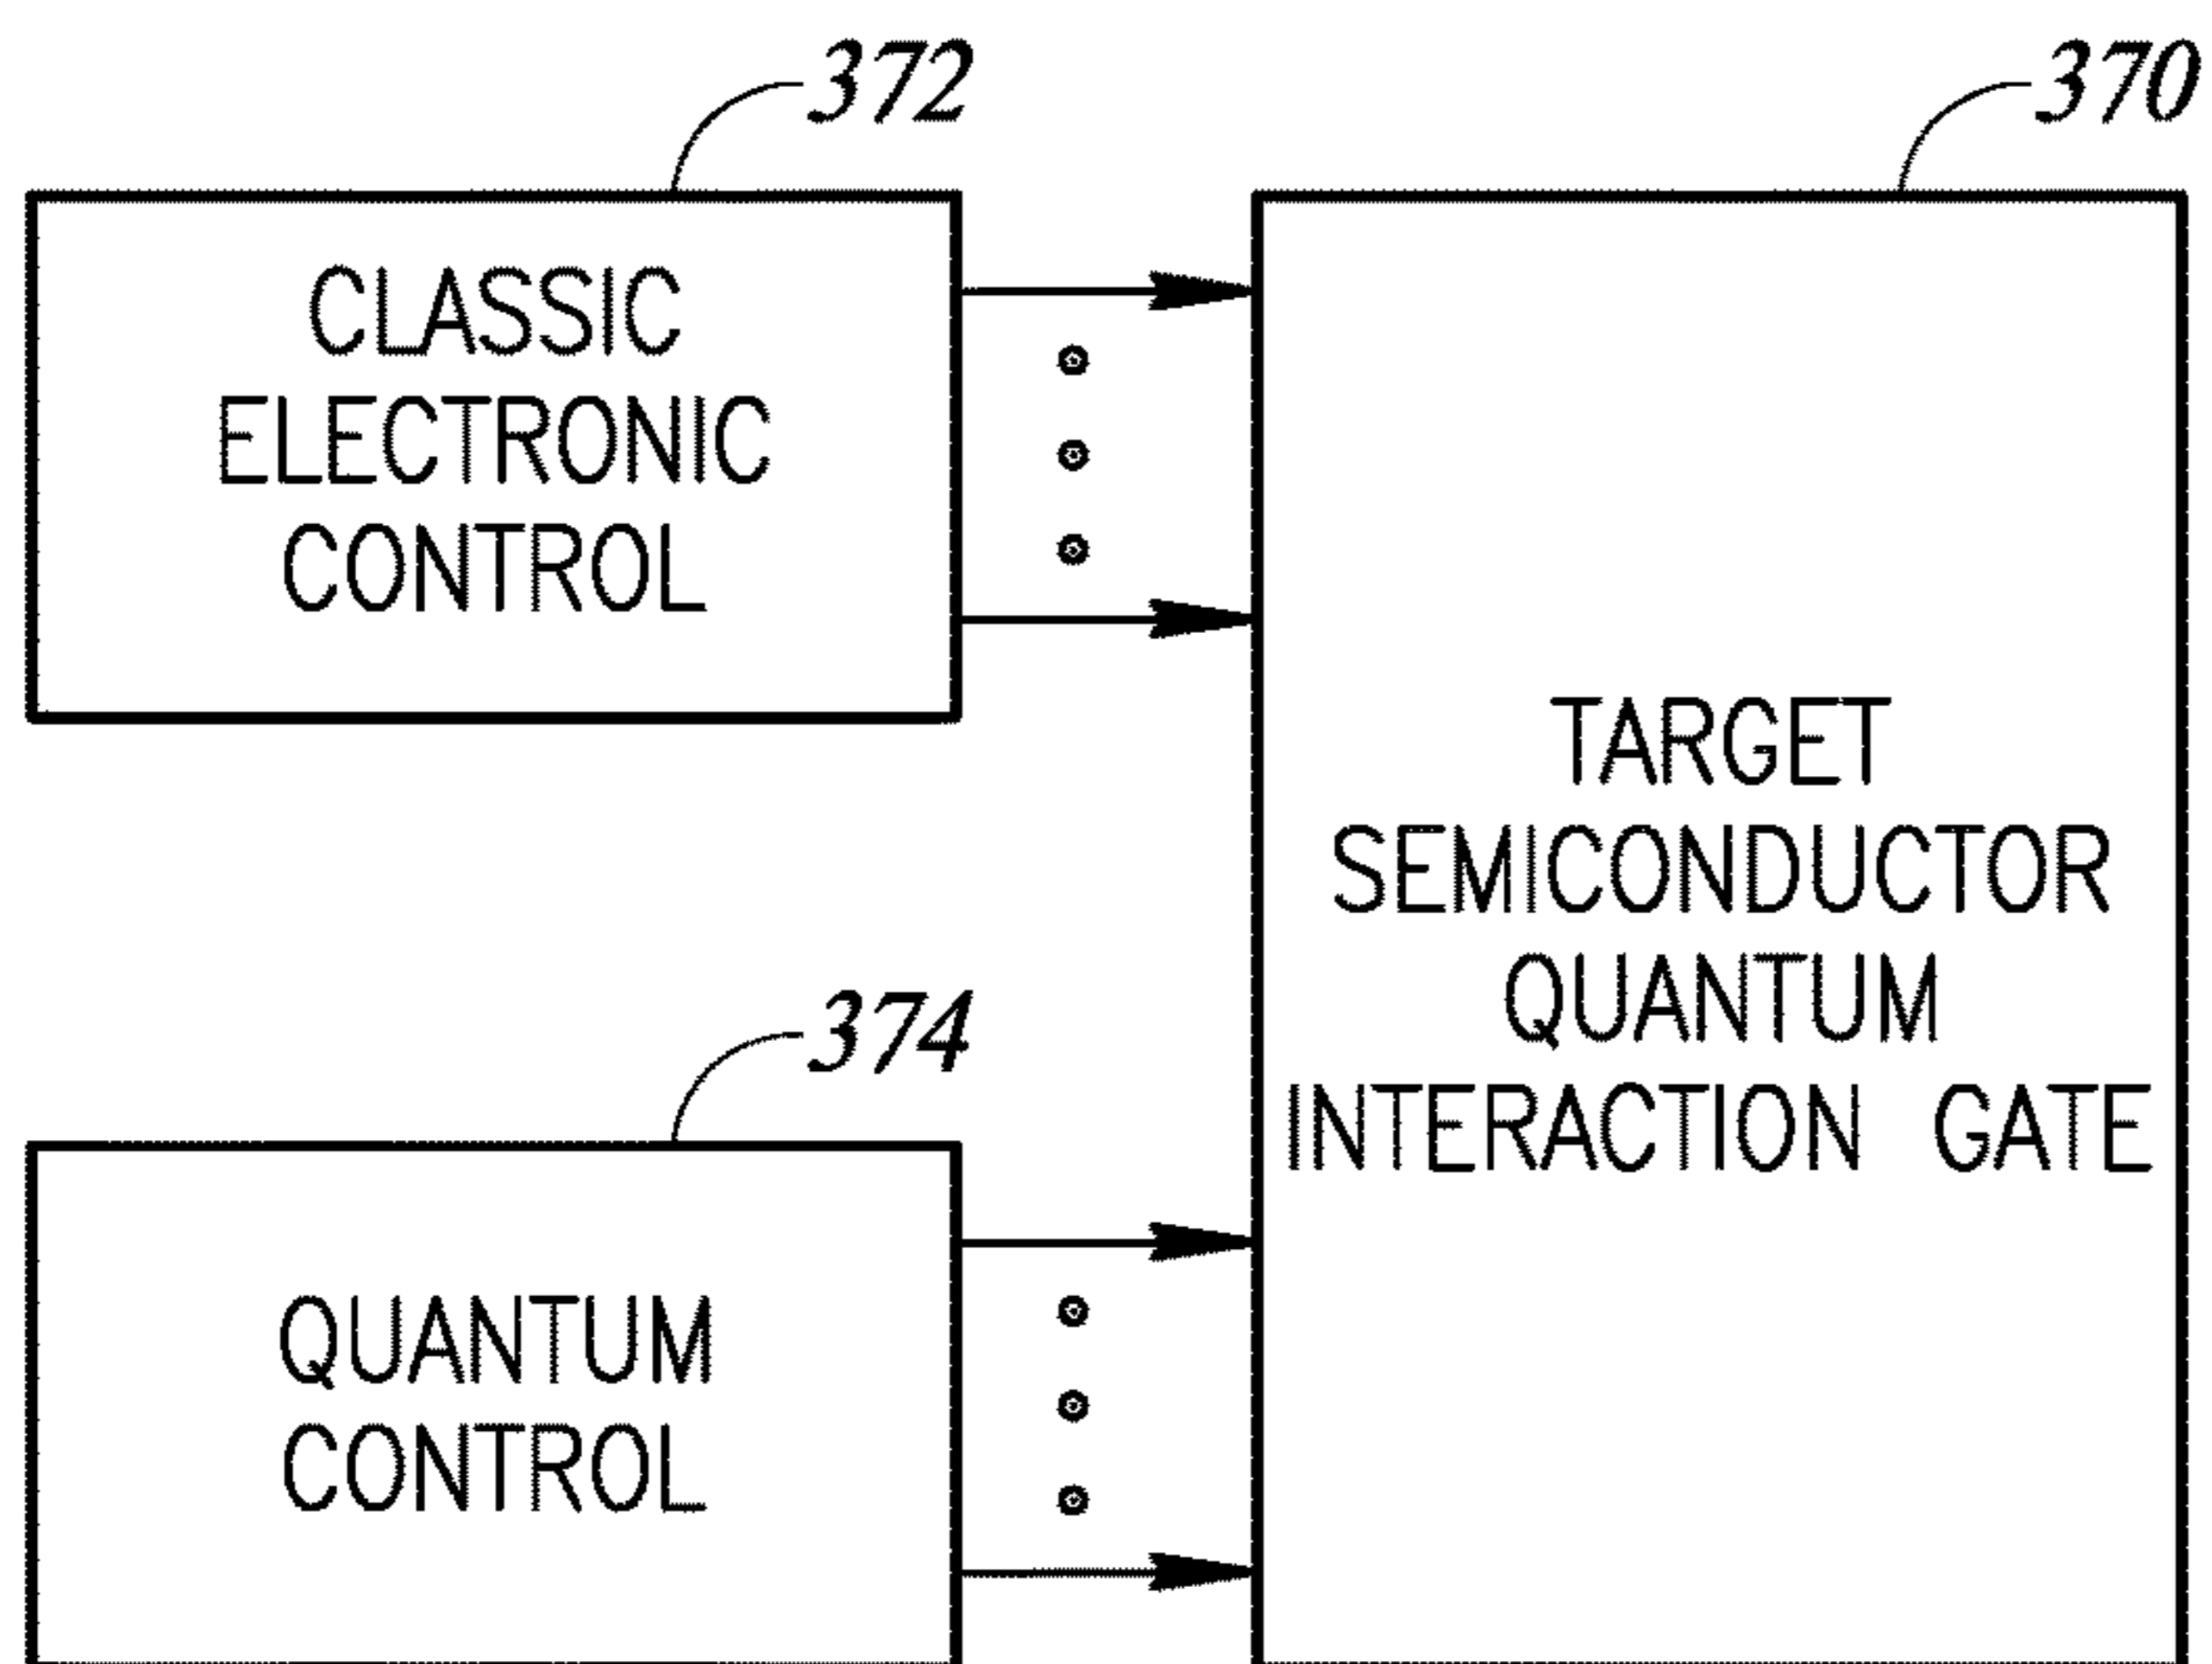 372
370
CLASSIC
ELECTRONIC
CONTROL
TARGET
SEMICONDUCTOR
QUANTUM
INTERACTION GATE
374
QUANTUM
CONTROL